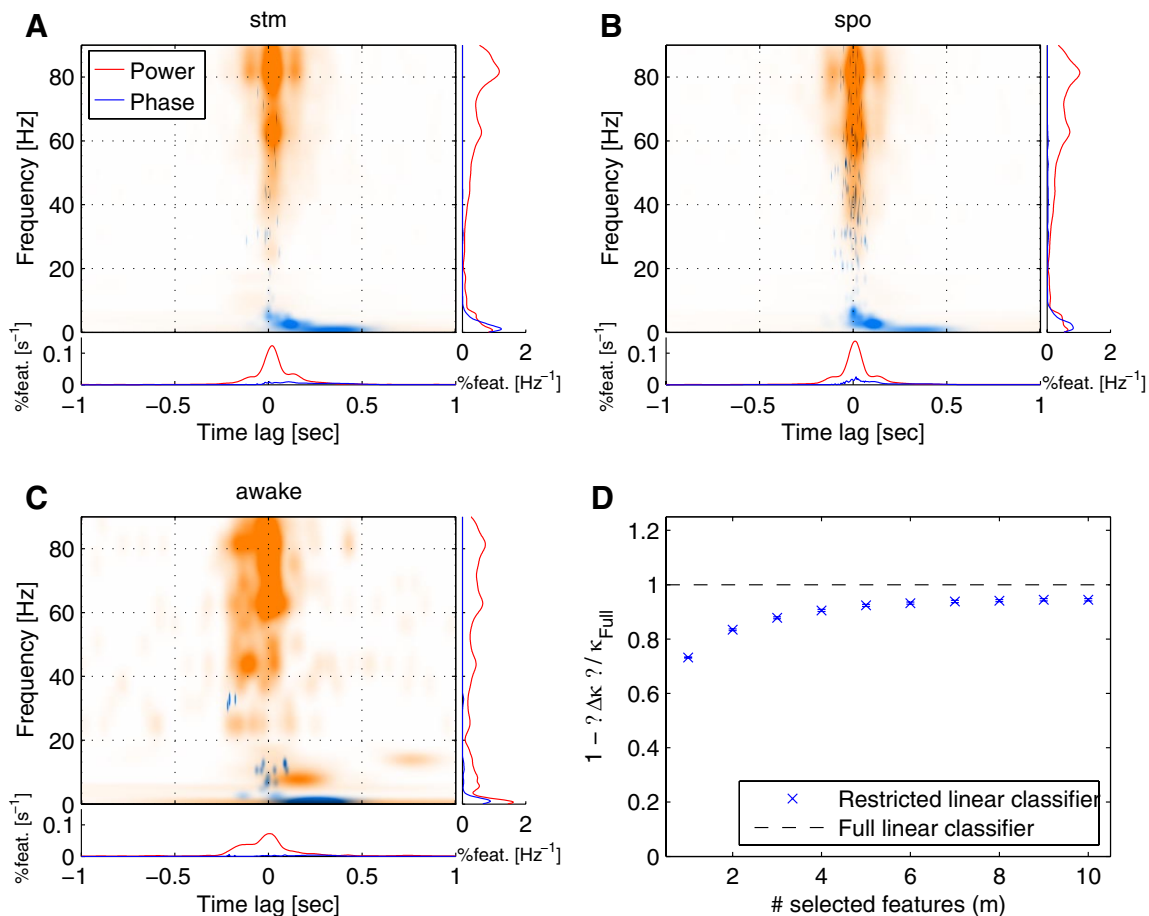 A
stm
Power
Phase
Frequency [Hz]
80
60
40
20
0
%feat. [s⁻¹]
0.1
0
−1
−0.5
0
0.5
1
Time lag [sec]
0
2
%feat. [Hz⁻¹]
B
spo
Frequency [Hz]
80
60
40
20
0
%feat. [s⁻¹]
0.1
0
−1
−0.5
0
0.5
1
Time lag [sec]
0
2
%feat. [Hz⁻¹]
C
awake
Frequency [Hz]
80
60
40
20
0
%feat. [s⁻¹]
0.1
0
−1
−0.5
0
0.5
1
Time lag [sec]
0
2
%feat. [Hz⁻¹]
D
1 − ? Δκ ? / κFull
1.2
1
0.8
0.6
0.4
0.2
0
Restricted linear classifier
Full linear classifier
2
4
6
8
10
# selected features (m)